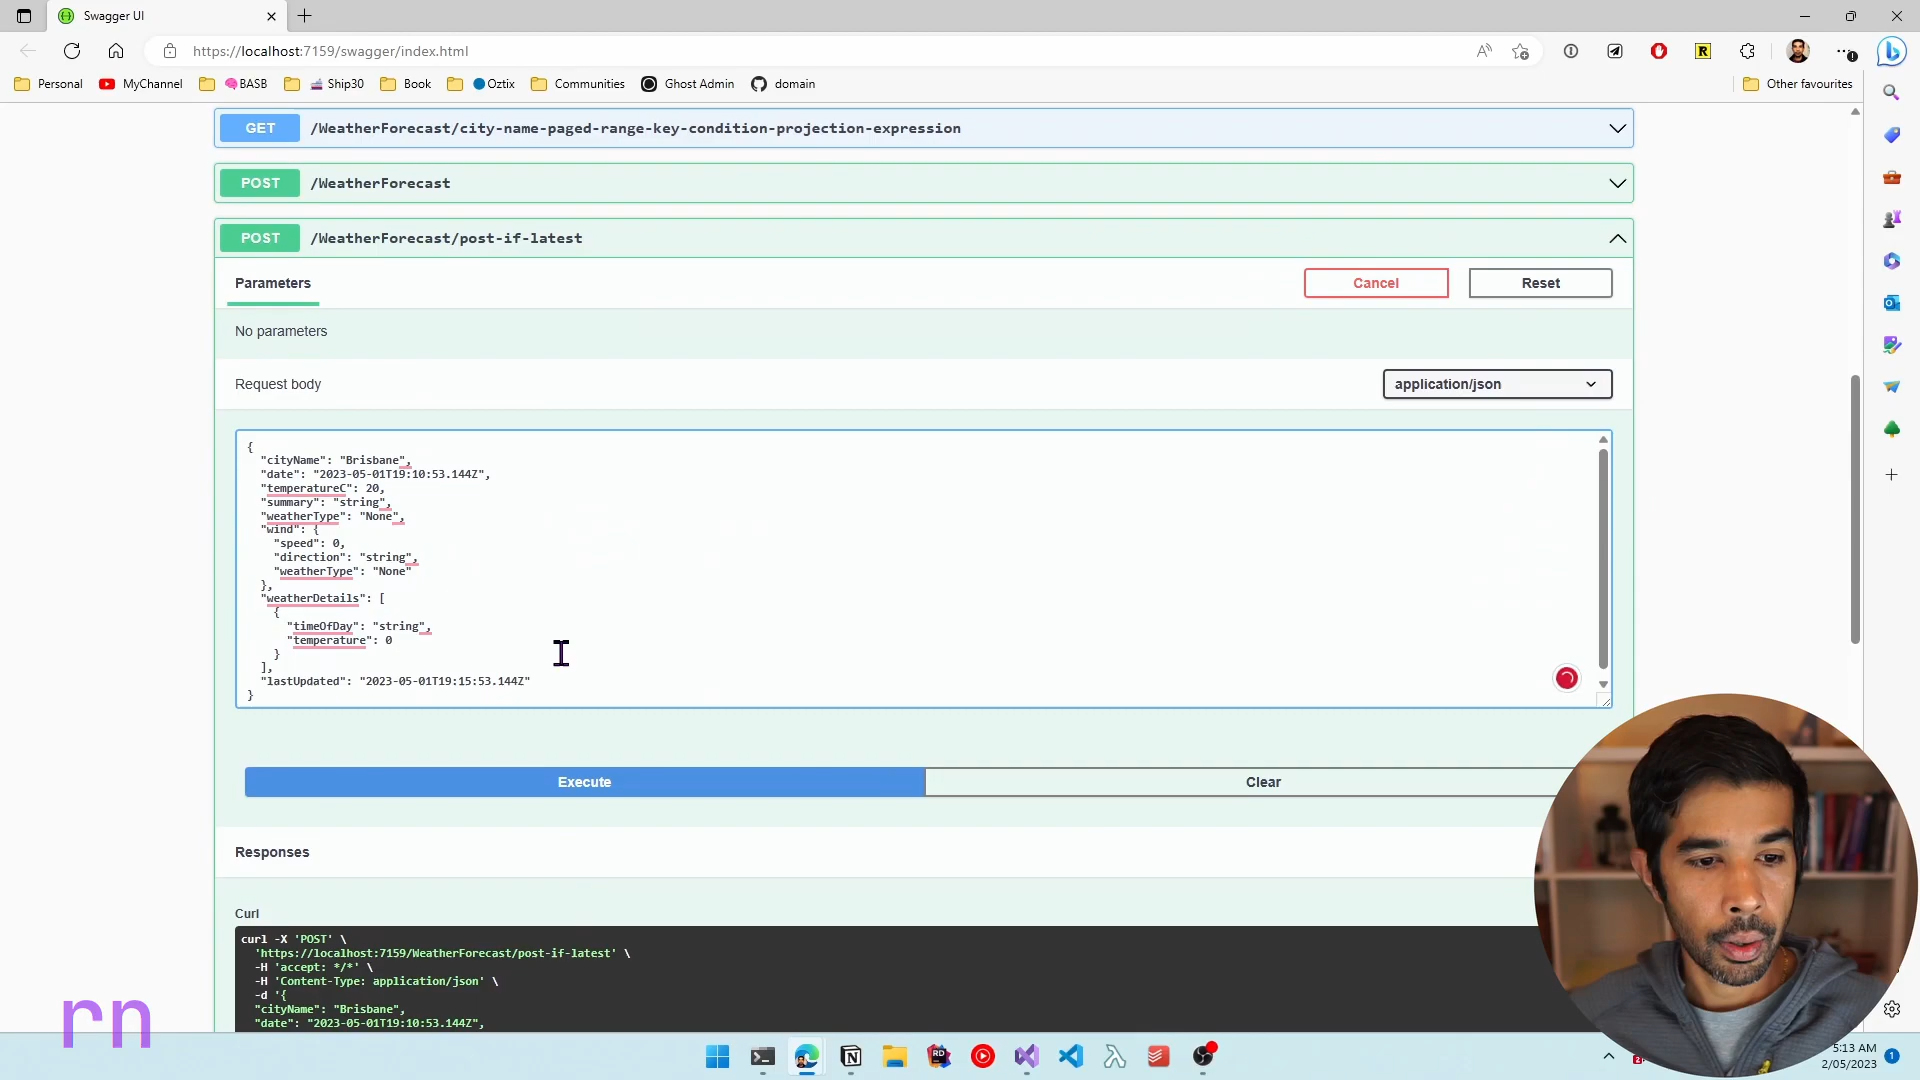 Swagger UI
https://localhost:7159/swagger/index.html
Personal MyChannel BASB Ship30 Book Oztix Communities Ghost Admin domain Other favourites
GET /WeatherForecast/city-name-paged-range-key-condition-projection-expression
POST /WeatherForecast
POST /WeatherForecast/post-if-latest
Parameters Cancel Reset
No parameters
Request body application/json
{
"cityName": "Brisbane",
"date": "2023-05-01T19:10:53.144Z",
"temperatureC": 20,
"summary": "string",
"weatherType": "None",
"wind": {
"speed": 0,
"direction": "string",
"weatherType": "None"
},
"weatherDetails": [
{
"timeOfDay": "string",
"temperature": 0
}
],
"lastUpdated": "2023-05-01T19:15:53.144Z"
}
Execute Clear
Responses
Curl
curl -X 'POST' \
'https://localhost:7159/WeatherForecast/post-if-latest' \
-H 'accept: */*' \
-H 'Content-Type: application/json' \
-d '{
"cityName": "Brisbane",
"date": "2023-05-01T19:10:53.144Z",
rn
5:13 AM
2/05/2023